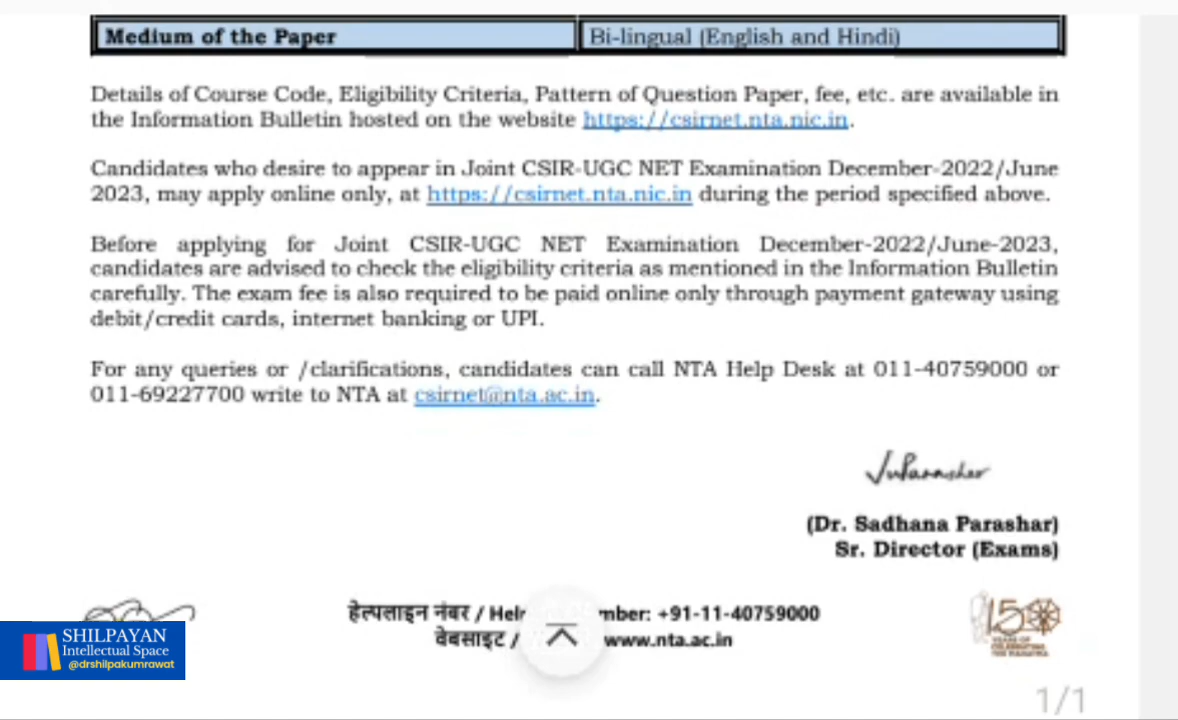 Medium of the Paper Bi-lingual (English and Hindi)
Details of Course Code, Eligibility Criteria, Pattern of Question Paper, fee, etc. are available in
the Information Bulletin hosted on the website https://csirnet.nta.nic.in.
Candidates who desire to appear in Joint CSIR-UGC NET Examination December-2022/June
2023, may apply online only, at https://csirnet.nta.nic.in during the period specified above.
Before applying for Joint CSIR-UGC NET Examination December-2022/June-2023,
candidates are advised to check the eligibility criteria as mentioned in the Information Bulletin
carefully. The exam fee is also required to be paid online only through payment gateway using
debit/credit cards, internet banking or UPI.
For any queries or /clarifications, candidates can call NTA Help Desk at 011-40759000 or
011-69227700 write to NTA at csirnet@nta.ac.in.
(Dr. Sadhana Parashar)
Sr. Director (Exams)
हेल्पलाइन नंबर / +91-11-40759000
वेबसाइट / www.nta.ac.in
150
YEARS OF
CELEBRATING
THE MAHATMA
SHILPAYAN
Intellectual Space
@drshilpakumrawat
1/1